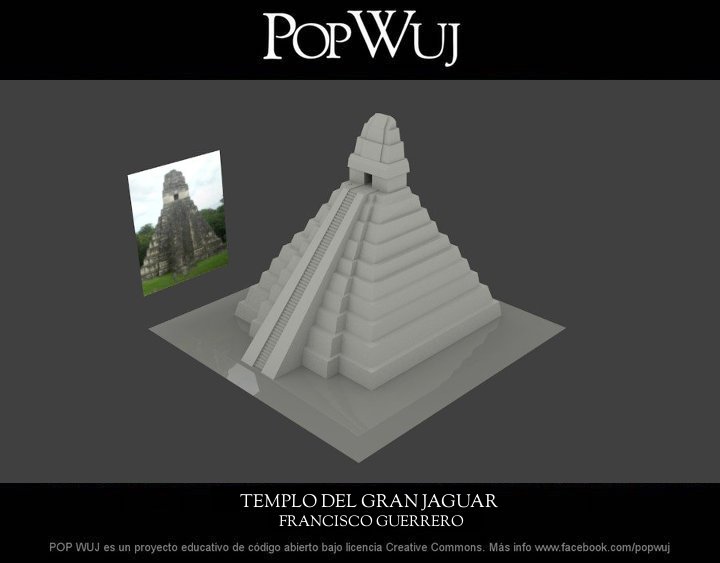 POPWUJ
TEMPLO DEL GRAN JAGUAR
FRANCISCO GUERRERO
POP WUJ es un proyecto educativo de código abierto bajo licencia Creative Commons. Más info www.facebook.com/popwuj